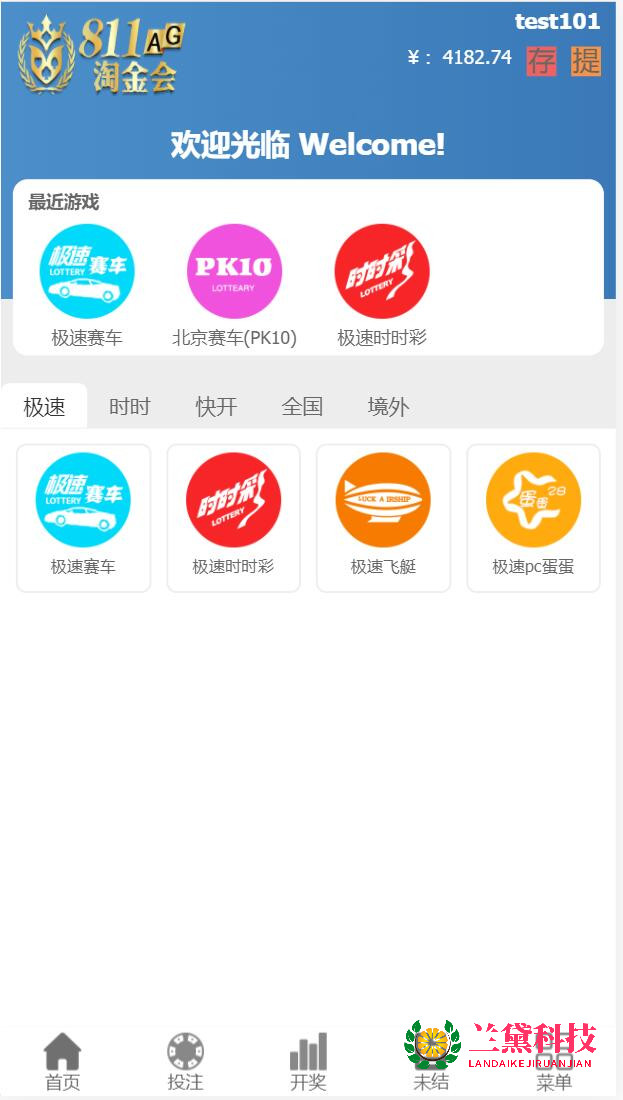 811AG
淘金会
test101
¥： 4182.74 存 提
欢迎光临 Welcome!
最近游戏
极速 赛车 LOTTERY
PK10 LOTTEARY
时时彩 LOTTERY
极速赛车 北京赛车(PK10) 极速时时彩
极速 时时 快开 全国 境外
极速 赛车 LOTTERY
时时彩 LOTTERY
LUCK AIRSHIP
蛋蛋 28
极速赛车 极速时时彩 极速飞艇 极速pc蛋蛋
兰黛科技
LANDAIKEJIRUANJIAN
首页 投注 开奖 未结 菜单